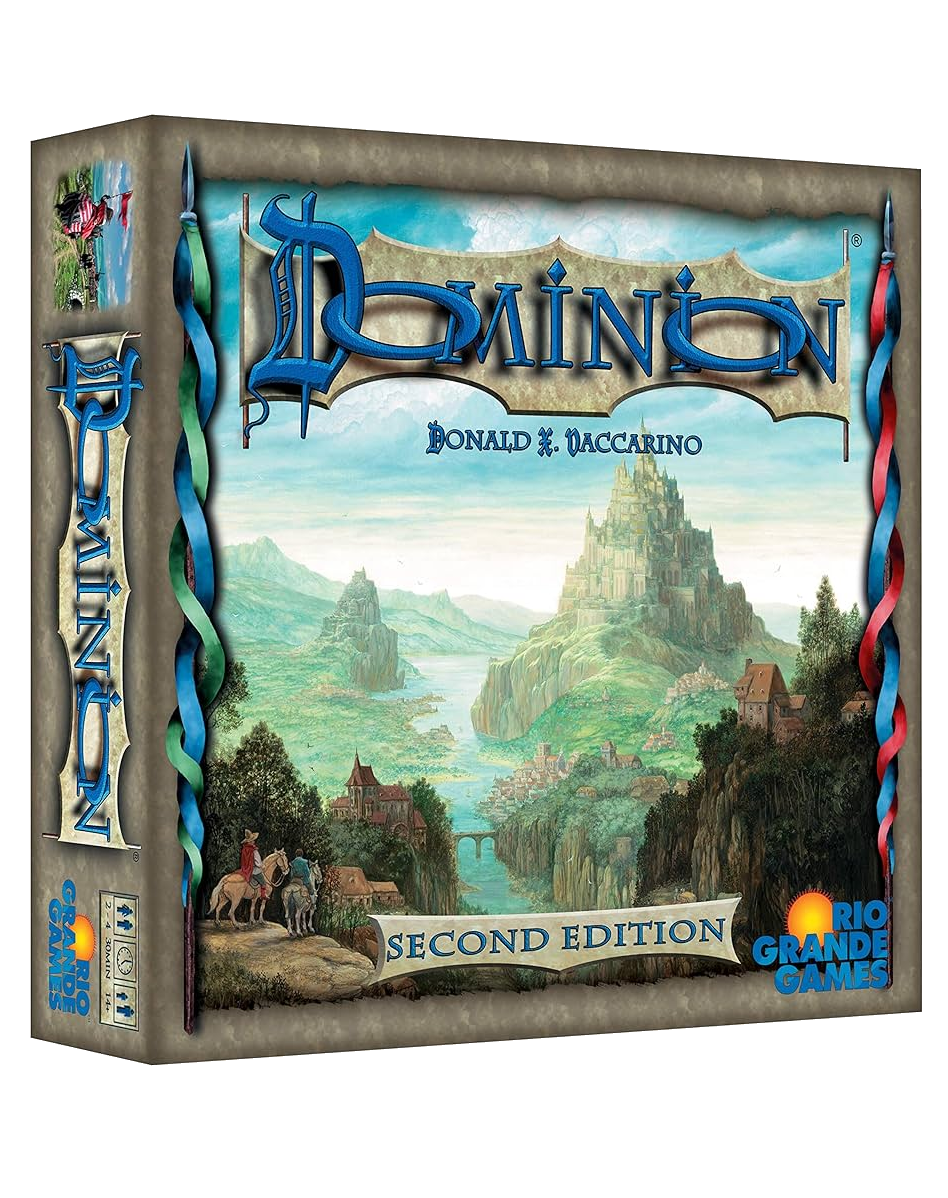 DOMINION
®
DONALD X. VACCARINO
SECOND EDITION
RIO
GRANDE
GAMES
DOMINION
®
RIO
GRANDE
GAMES
2 - 4 30MIN 14+